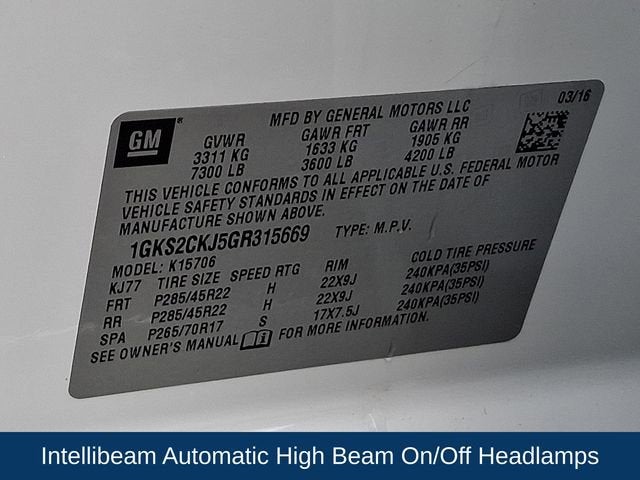 MFD BY GENERAL MOTORS LLC 03/16
GM
GVWR GAWR FRT GAWR RR
3311 KG 1633 KG 1905 KG
7300 LB 3600 LB 4200 LB
THIS VEHICLE CONFORMS TO ALL APPLICABLE U.S. FEDERAL MOTOR
VEHICLE SAFETY STANDARDS IN EFFECT ON THE DATE OF
MANUFACTURE SHOWN ABOVE.
1GKS2CKJ5GR315669 TYPE: M.P.V.
MODEL: K15706
KJ77 TIRE SIZE SPEED RTG RIM COLD TIRE PRESSURE
FRT P285/45R22 H 22X9J 240KPA(35PSI)
RR P285/45R22 H 22X9J 240KPA(35PSI)
SPA P265/70R17 S 17X7.5J 240KPA(35PSI)
SEE OWNER'S MANUAL FOR MORE INFORMATION.
Intellibeam Automatic High Beam On/Off Headlamps